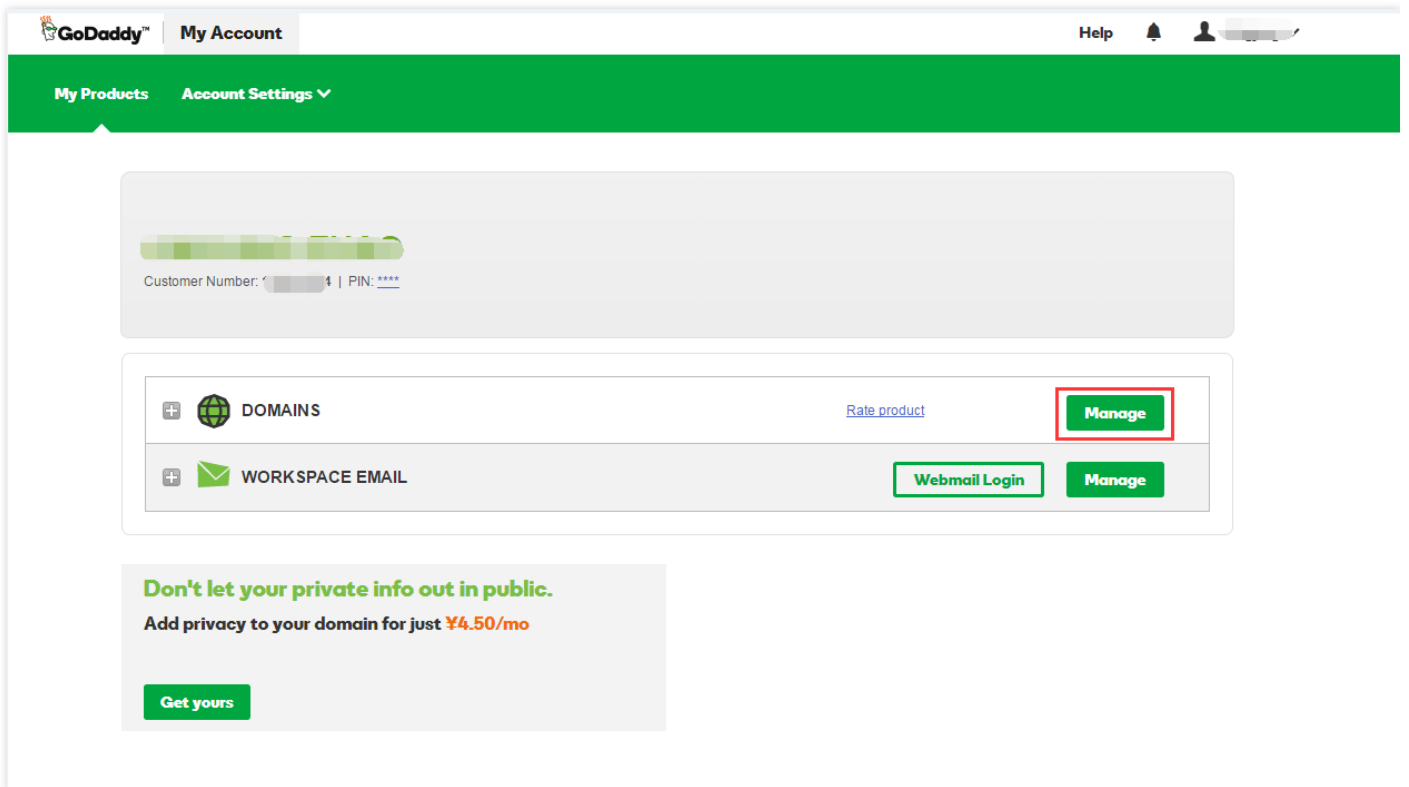 GoDaddy™ My Account Help
My Products Account Settings
Customer Number: 4 | PIN: ****
DOMAINS Rate product Manage
WORKSPACE EMAIL Webmail Login Manage
Don't let your private info out in public.
Add privacy to your domain for just ¥4.50/mo
Get yours